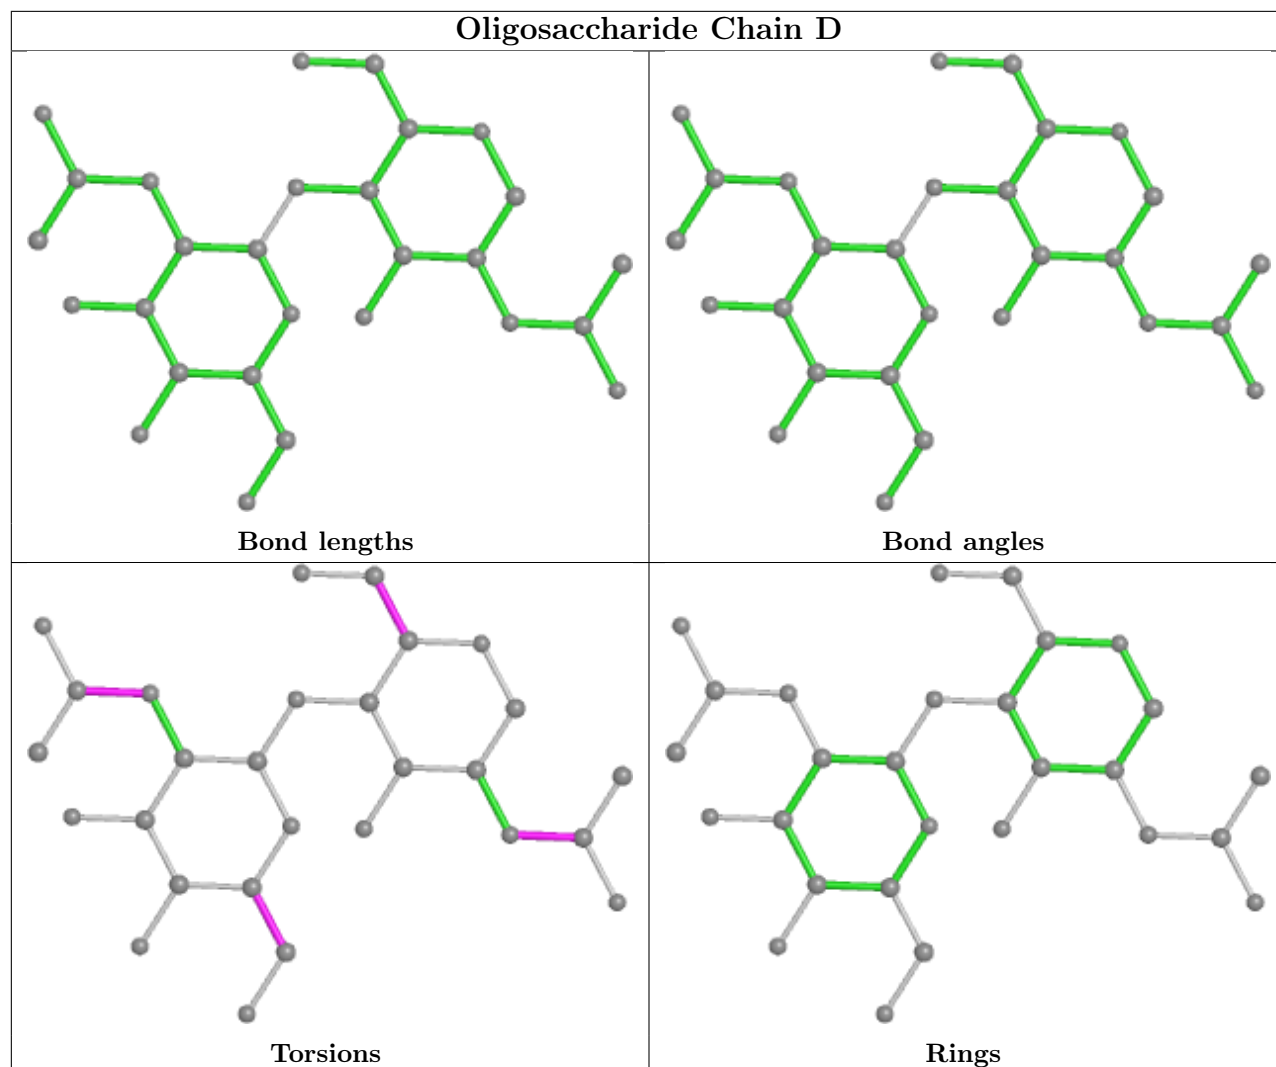 Oligosaccharide Chain D
Bond lengths
Bond angles
Torsions
Rings